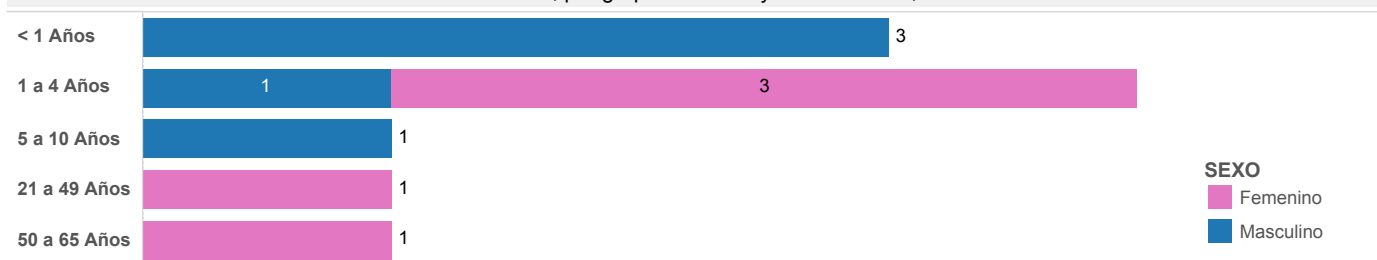 < 1 Años 3
1 a 4 Años 1 3
5 a 10 Años 1
21 a 49 Años 1
50 a 65 Años 1
SEXO
Femenino
Masculino